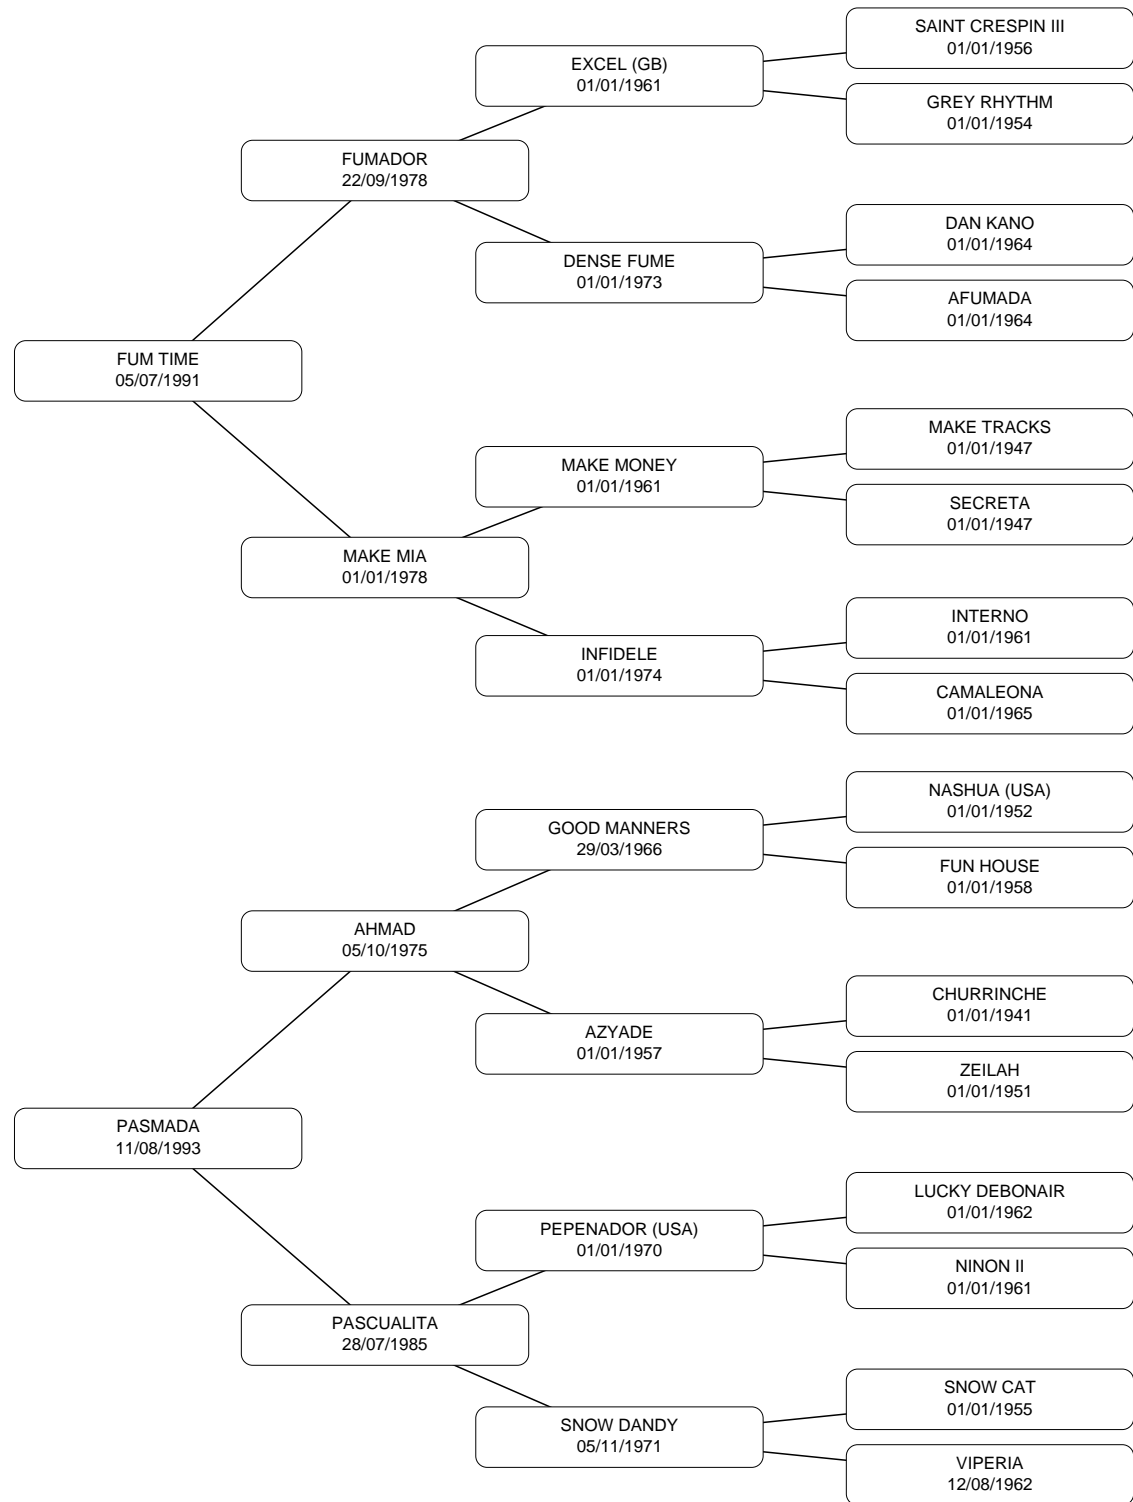 SAINT CRESPIN III
01/01/1956
EXCEL (GB)
01/01/1961
GREY RHYTHM
01/01/1954
FUMADOR
22/09/1978
DAN KANO
01/01/1964
DENSE FUME
01/01/1973
AFUMADA
01/01/1964
FUM TIME
05/07/1991
MAKE TRACKS
01/01/1947
MAKE MONEY
01/01/1961
SECRETA
01/01/1947
MAKE MIA
01/01/1978
INTERNO
01/01/1961
INFIDELE
01/01/1974
CAMALEONA
01/01/1965
NASHUA (USA)
01/01/1952
GOOD MANNERS
29/03/1966
FUN HOUSE
01/01/1958
AHMAD
05/10/1975
CHURRINCHE
01/01/1941
AZYADE
01/01/1957
ZEILAH
01/01/1951
PASMADA
11/08/1993
LUCKY DEBONAIR
01/01/1962
PEPENADOR (USA)
01/01/1970
NINON II
01/01/1961
PASCUALITA
28/07/1985
SNOW CAT
01/01/1955
SNOW DANDY
05/11/1971
VIPERIA
12/08/1962